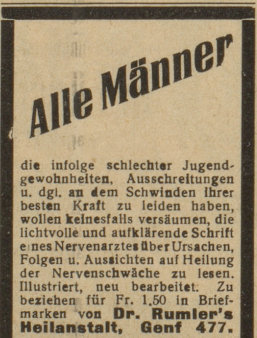 Alle Männer
die infolge schlechter Jugend-
gewohnheiten, Ausschreitungen
u. dgl. an dem Schwinden ihrer
besten Kraft zu leiden haben,
wollen keinesfalls versäumen, die
lichtvolle und aufklärende Schrift
eines Nervenarztes über Ursachen,
Folgen u. Aussichten auf Heilung
der Nervenschwäche zu lesen.
Illustriert, neu bearbeitet. Zu
beziehen für Fr. 1.50 in Brief-
marken von Dr. Rumler's
Heilanstalt, Genf 477.